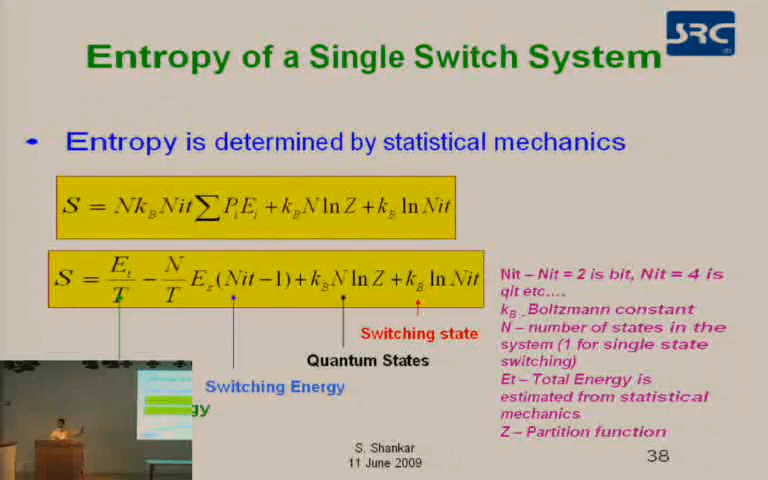 SRC
Entropy of a Single Switch System
• Entropy is determined by statistical mechanics
S = Nk_B Nit ∑ P_i E_i + k_B N ln Z + k_B ln Nit
S = E_t/T − N/T E_z (Nit − 1) + k_B N ln Z + k_B ln Nit
Switching state
Quantum States
Switching Energy
gy
Nit – Nit = 2 is bit, Nit = 4 is
qit etc....
k_B - Boltzmann constant
N – number of states in the
system (1 for single state
switching)
Et – Total Energy is
estimated from statistical
mechanics
Z – Partition function
S. Shankar
11 June 2009
38